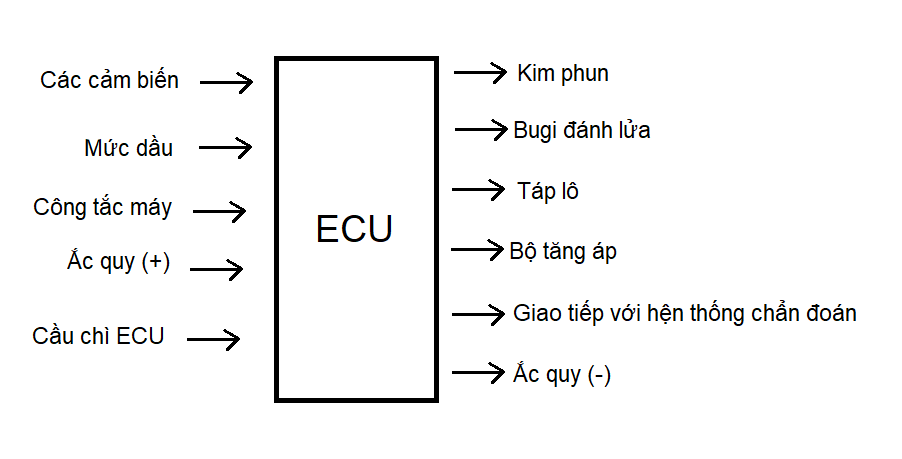 Các cảm biến
Mức dầu
Công tắc máy
Ắc quy (+)
Cầu chì ECU
ECU
Kim phun
Bugi đánh lửa
Táp lô
Bộ tăng áp
Giao tiếp với hện thống chẩn đoán
Ắc quy (-)